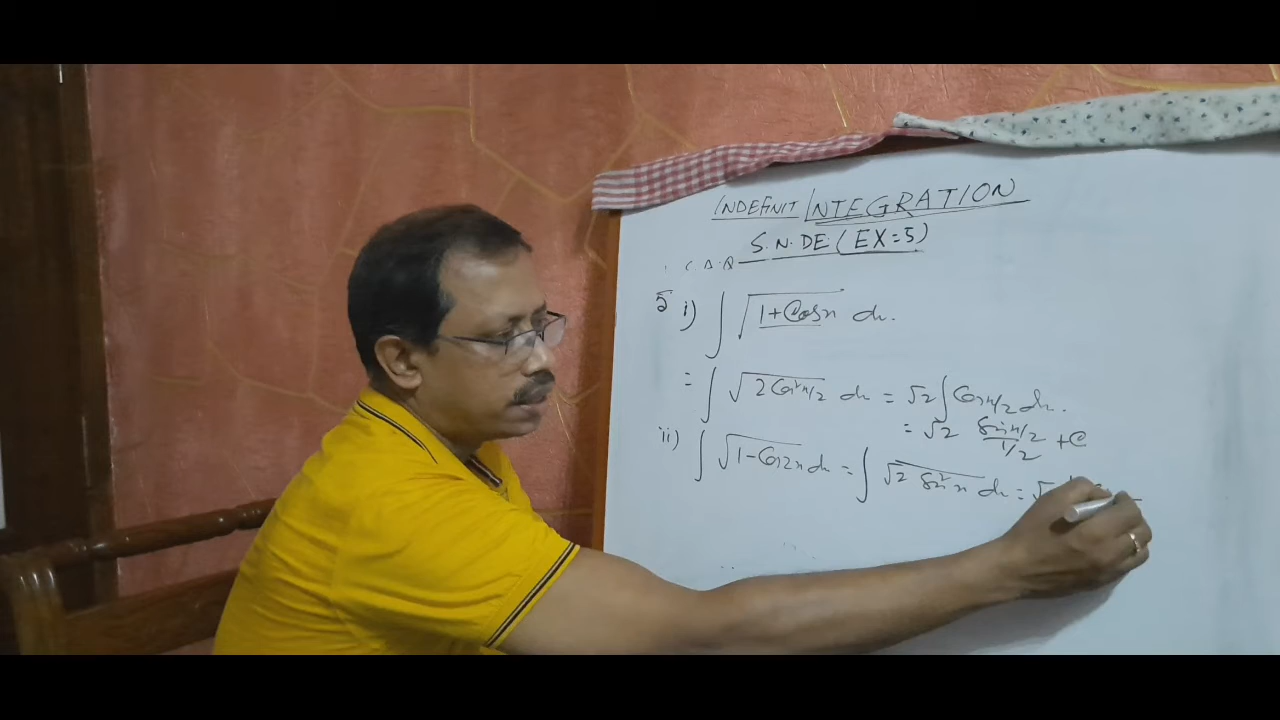 INDEFINIT INTEGRATION
S.N.DE (EX=5)
5 i) ∫ √1+Cosx dx.
= ∫ √2Cos²x/2 dx = √2 ∫ Cosx/2 dx.
= √2 Sinx/2 / 1/2 + C
ii) ∫ √1-Cos2x dx = ∫ √2 Sin²x dx = √